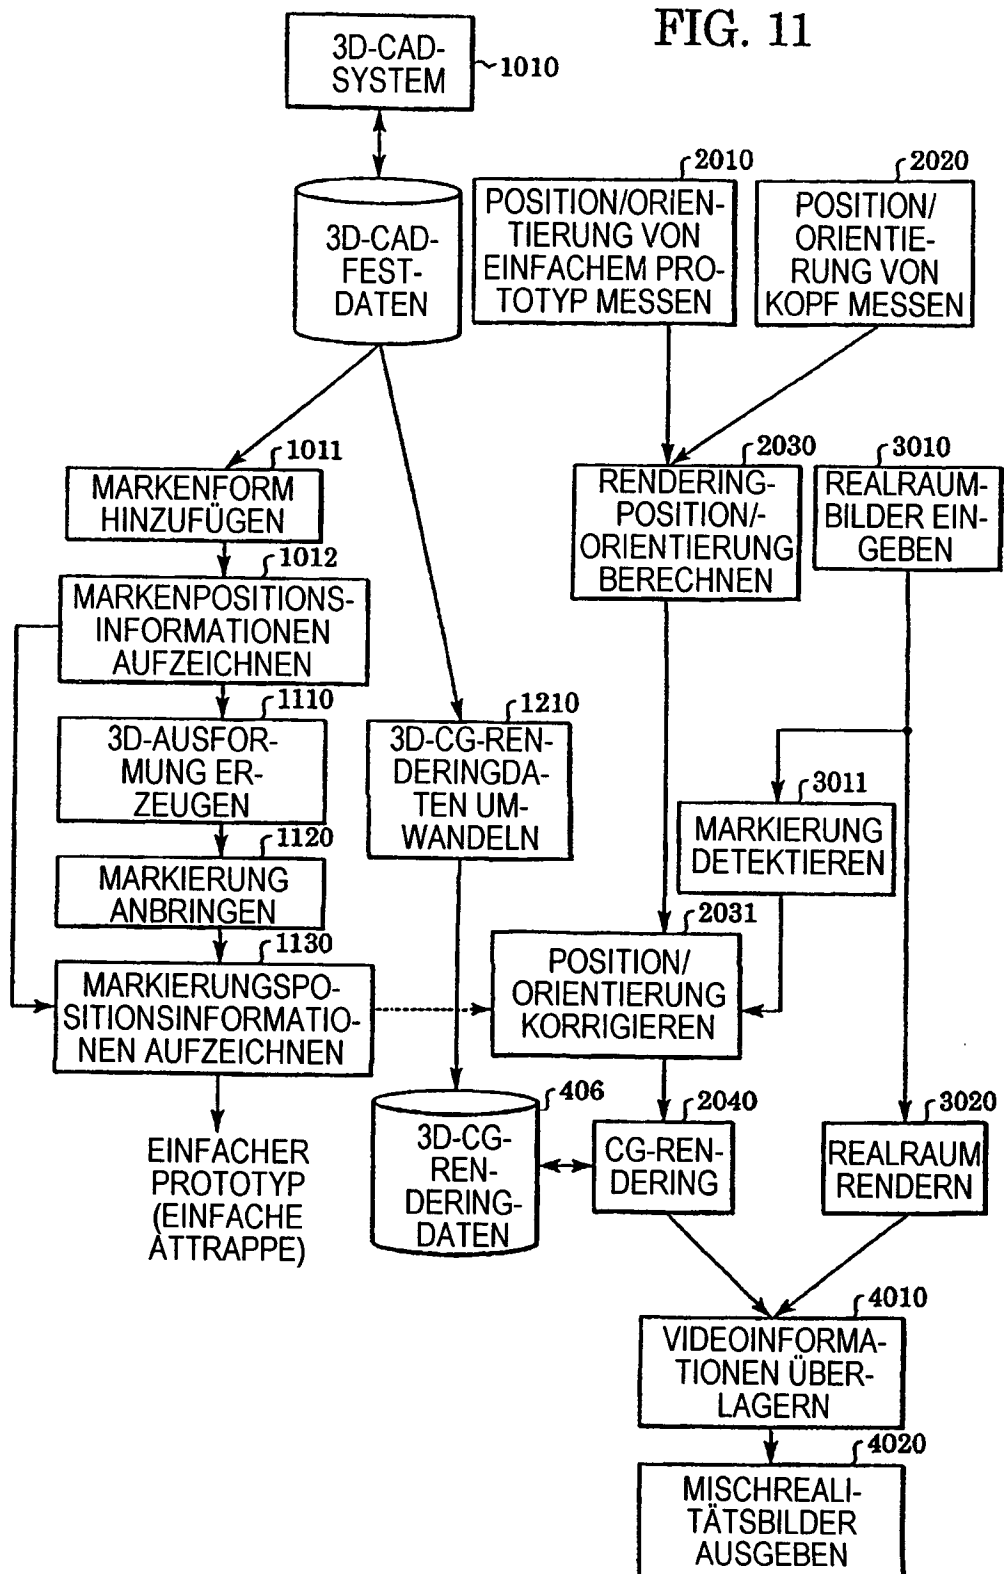 FIG. 11
3D-CAD-
SYSTEM
1010
3D-CAD-
FEST-
DATEN
2010
POSITION/ORIEN-
TIERUNG VON
EINFACHEM PRO-
TOTYP MESSEN
2020
POSITION/
ORIENTIE-
RUNG VON
KOPF MESSEN
1011
MARKENFORM
HINZUFÜGEN
1012
MARKENPOSITIONS-
INFORMATIONEN
AUFZEICHNEN
1110
3D-AUSFOR-
MUNG ER-
ZEUGEN
1120
MARKIERUNG
ANBRINGEN
1130
MARKIERUNGSPO-
SITIONSINFORMATIO-
NEN AUFZEICHNEN
EINFACHER
PROTOTYP
(EINFACHE
ATTRAPPE)
1210
3D-CG-REN-
DERINGDA-
TEN UM-
WANDELN
406
3D-CG-
REN-
DERING-
DATEN
2030
RENDERING-
POSITION/-
ORIENTIERUNG
BERECHNEN
3010
REALRAUM-
BILDER EIN-
GEBEN
3011
MARKIERUNG
DETEKTIEREN
2031
POSITION/
ORIENTIERUNG
KORRIGIEREN
2040
CG-REN-
DERING
3020
REALRAUM
RENDERN
4010
VIDEOINFORMA-
TIONEN ÜBER-
LAGERN
4020
MISCHREALI-
TÄTSBILDER
AUSGEBEN